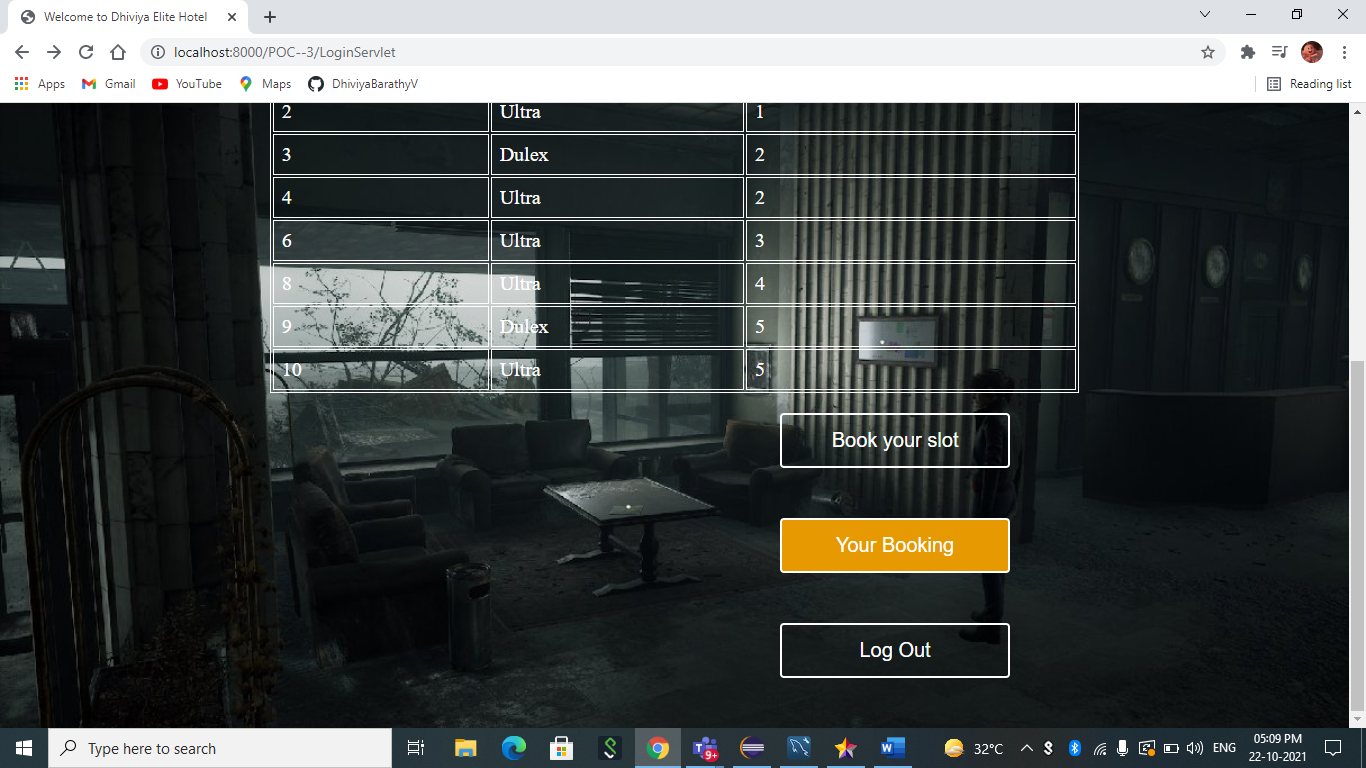 Welcome to Dhiviya Elite Hotel
localhost:8000/POC--3/LoginServlet
Apps Gmail YouTube Maps DhiviyaBarathyV Reading list
2 Ultra 1
3 Dulex 2
4 Ultra 2
6 Ultra 3
8 Ultra 4
9 Dulex 5
10 Ultra 5
Book your slot
Your Booking
Log Out
Type here to search
9+
W
32°C
ENG
05:09 PM
22-10-2021